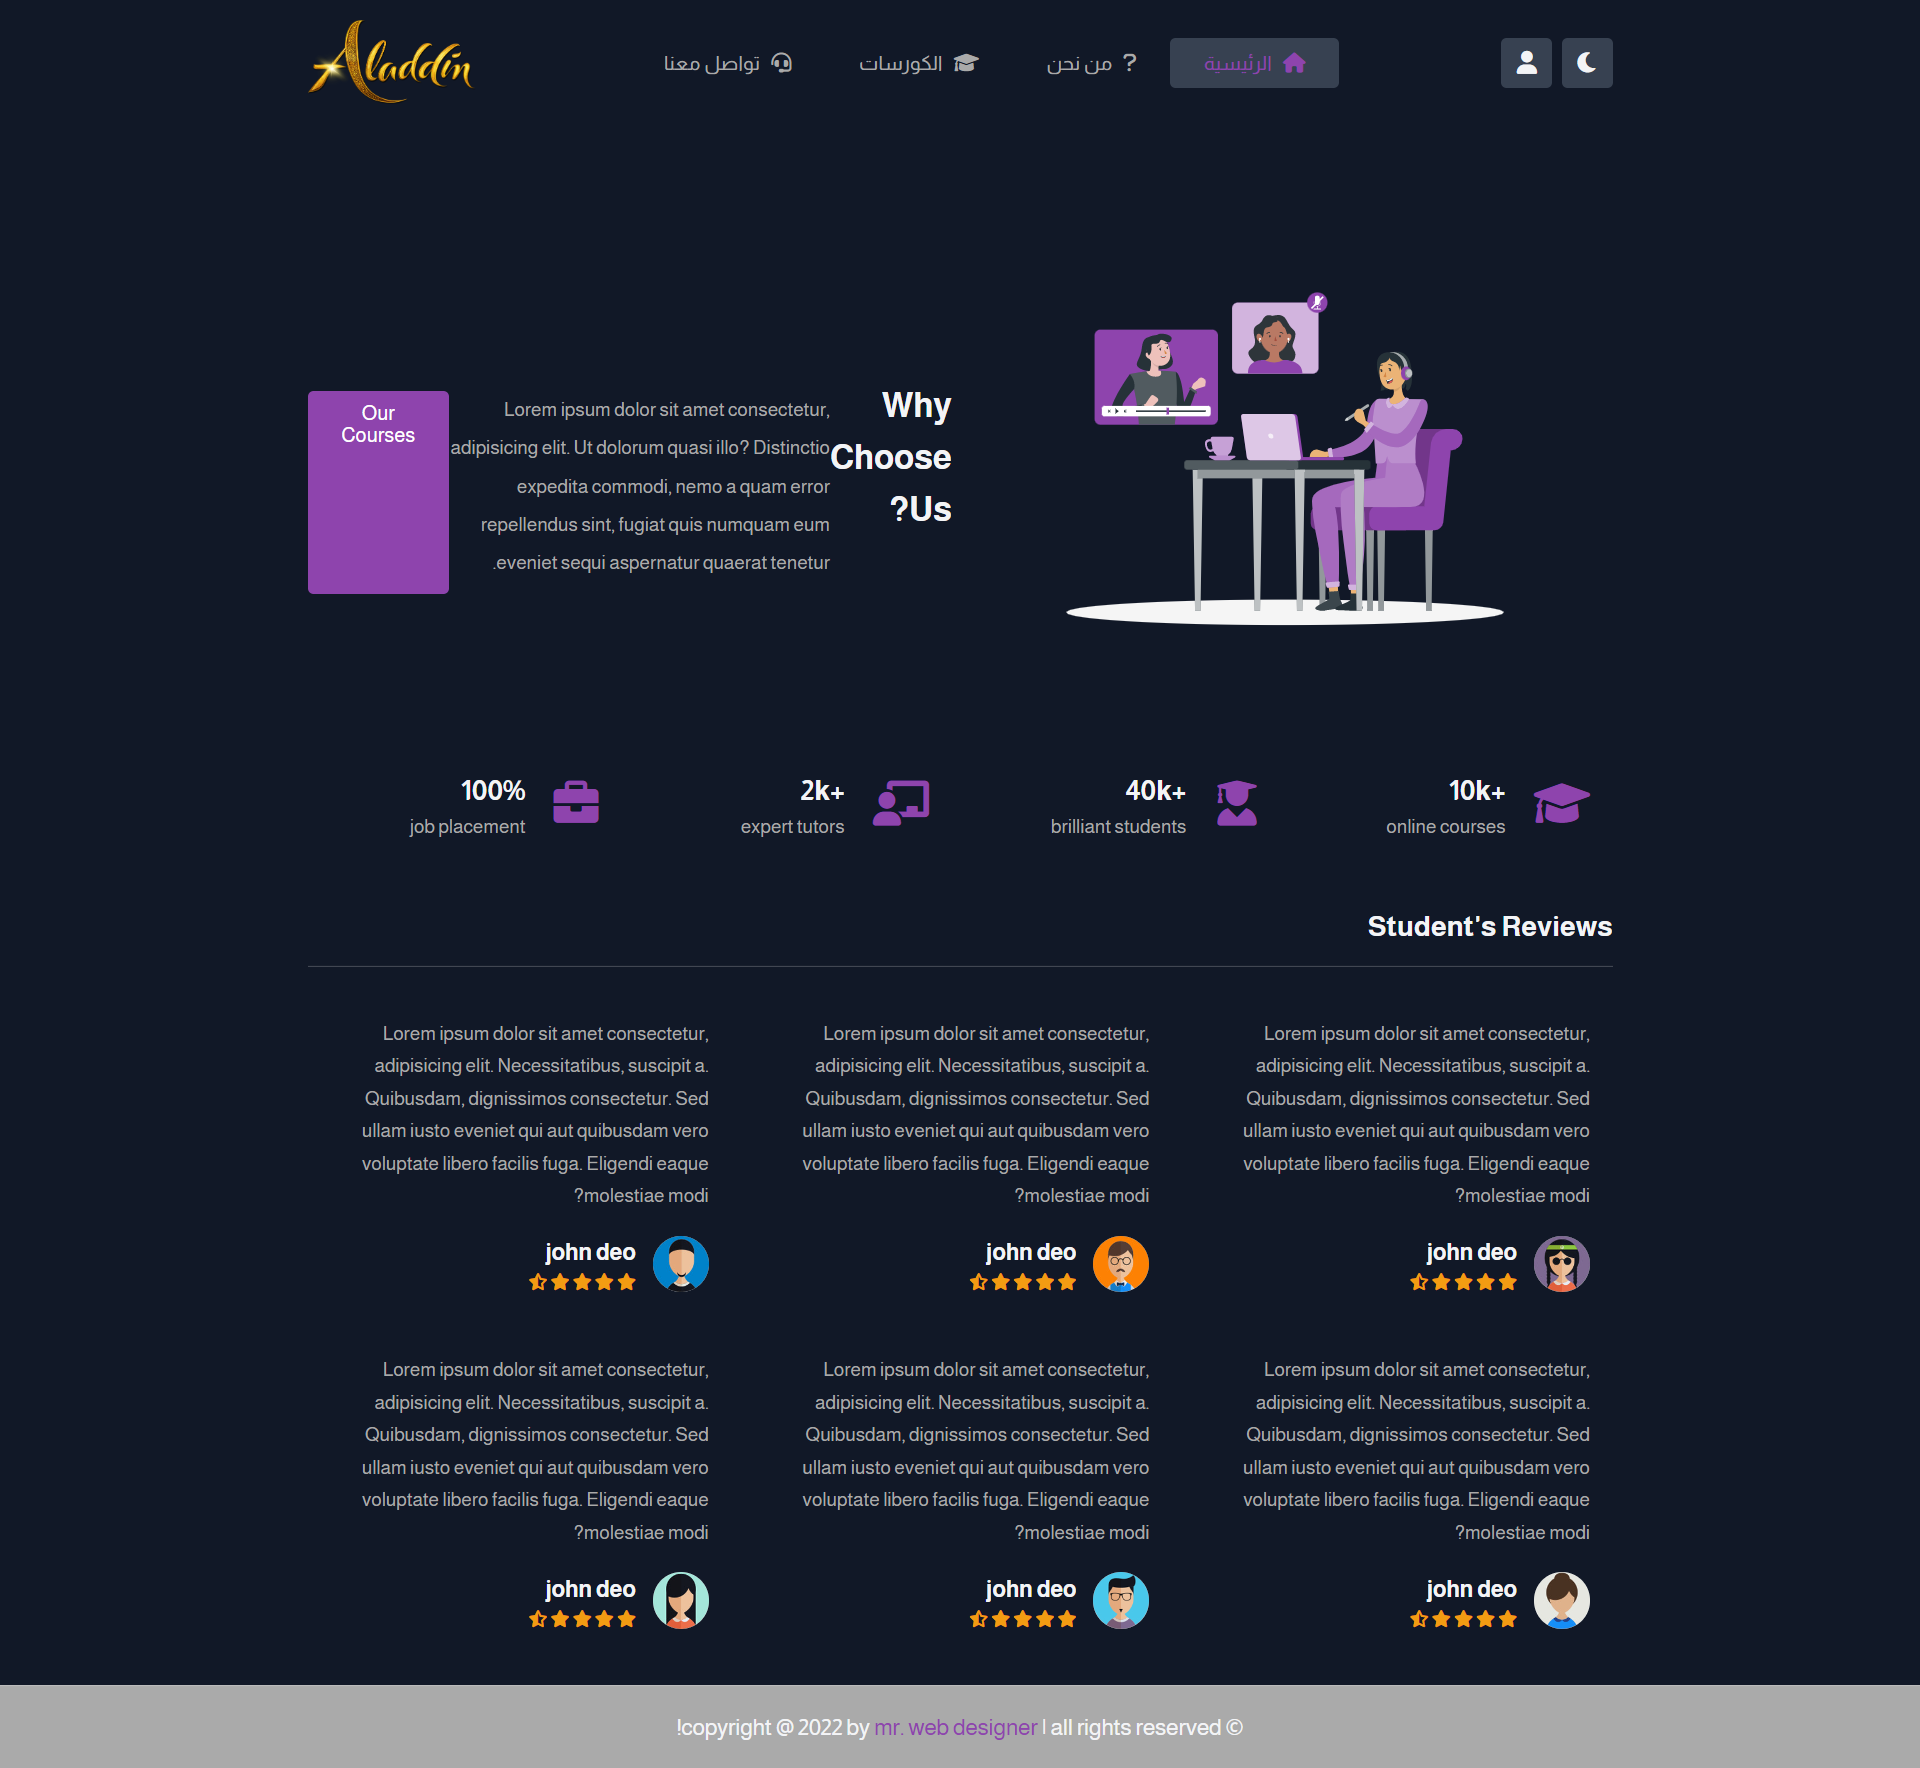 الرئيسية
من نحن
الكورسات
تواصل معنا
Aladdin
Why
Choose
Us?
Lorem ipsum dolor sit amet consectetur,
adipisicing elit. Ut dolorum quasi illo? Distinctio
expedita commodi, nemo a quam error
repellendus sint, fugiat quis numquam eum
eveniet sequi aspernatur quaerat tenetur.
Our
Courses
10k+
online courses
40k+
brilliant students
2k+
expert tutors
100%
job placement
Student's Reviews
Lorem ipsum dolor sit amet consectetur,
adipisicing elit. Necessitatibus, suscipit a.
Quibusdam, dignissimos consectetur. Sed
ullam iusto eveniet qui aut quibusdam vero
voluptate libero facilis fuga. Eligendi eaque
molestiae modi?
john deo
Lorem ipsum dolor sit amet consectetur,
adipisicing elit. Necessitatibus, suscipit a.
Quibusdam, dignissimos consectetur. Sed
ullam iusto eveniet qui aut quibusdam vero
voluptate libero facilis fuga. Eligendi eaque
molestiae modi?
john deo
Lorem ipsum dolor sit amet consectetur,
adipisicing elit. Necessitatibus, suscipit a.
Quibusdam, dignissimos consectetur. Sed
ullam iusto eveniet qui aut quibusdam vero
voluptate libero facilis fuga. Eligendi eaque
molestiae modi?
john deo
Lorem ipsum dolor sit amet consectetur,
adipisicing elit. Necessitatibus, suscipit a.
Quibusdam, dignissimos consectetur. Sed
ullam iusto eveniet qui aut quibusdam vero
voluptate libero facilis fuga. Eligendi eaque
molestiae modi?
john deo
Lorem ipsum dolor sit amet consectetur,
adipisicing elit. Necessitatibus, suscipit a.
Quibusdam, dignissimos consectetur. Sed
ullam iusto eveniet qui aut quibusdam vero
voluptate libero facilis fuga. Eligendi eaque
molestiae modi?
john deo
Lorem ipsum dolor sit amet consectetur,
adipisicing elit. Necessitatibus, suscipit a.
Quibusdam, dignissimos consectetur. Sed
ullam iusto eveniet qui aut quibusdam vero
voluptate libero facilis fuga. Eligendi eaque
molestiae modi?
john deo
© copyright @ 2022 by mr. web designer | all rights reserved!